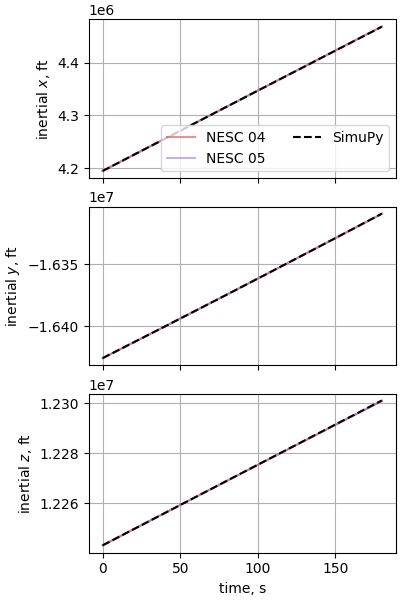 1e6
inertial x, ft
4.4
4.3
4.2
NESC 04
NESC 05
SimuPy
1e7
inertial y, ft
−1.635
−1.640
1e7
inertial z, ft
1.230
1.228
1.226
0 50 100 150
time, s